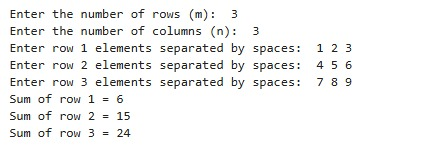 Enter the number of rows (m):  3
Enter the number of columns (n):  3
Enter row 1 elements separated by spaces:  1 2 3
Enter row 2 elements separated by spaces:  4 5 6
Enter row 3 elements separated by spaces:  7 8 9
Sum of row 1 = 6
Sum of row 2 = 15
Sum of row 3 = 24